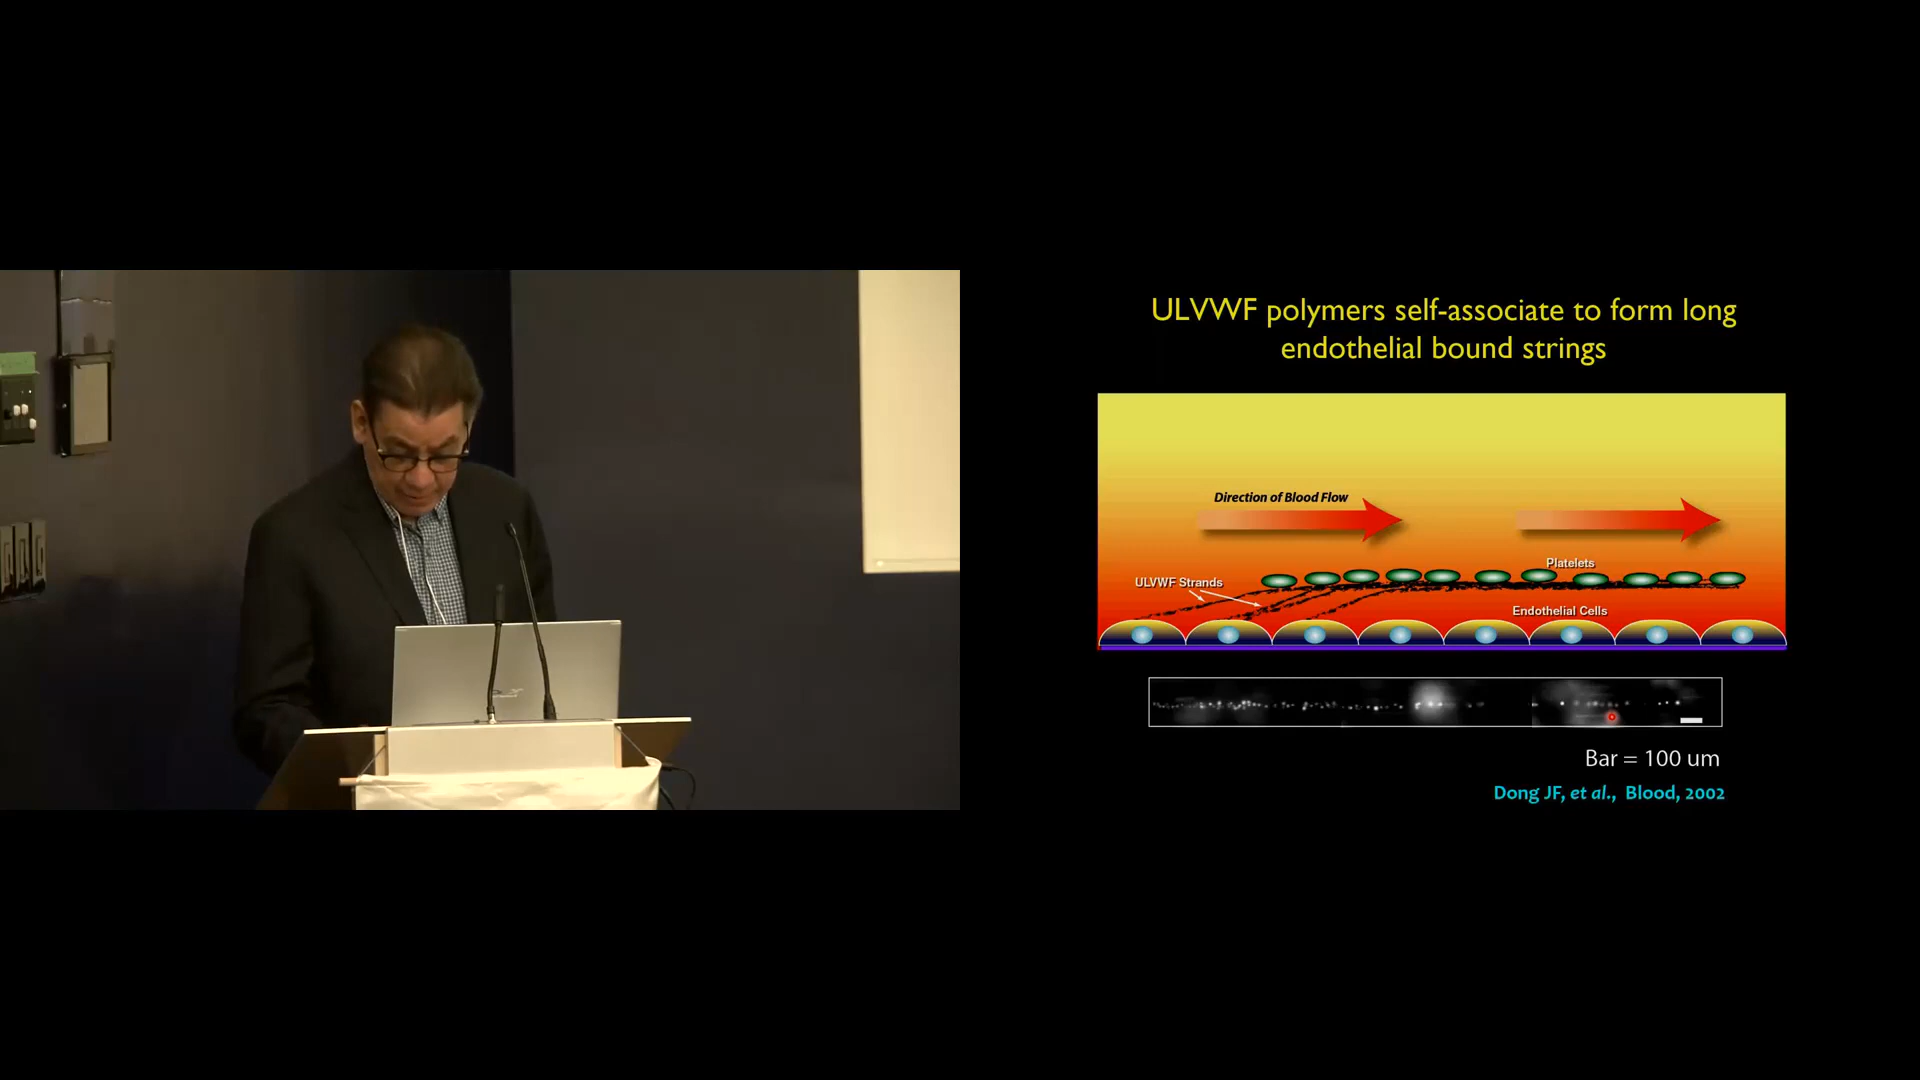 ULVWF polymers self-associate to form long
endothelial bound strings
Direction of Blood Flow
Platelets
ULVWF Strands
Endothelial Cells
Bar = 100 um
Dong JF, et al., Blood, 2002